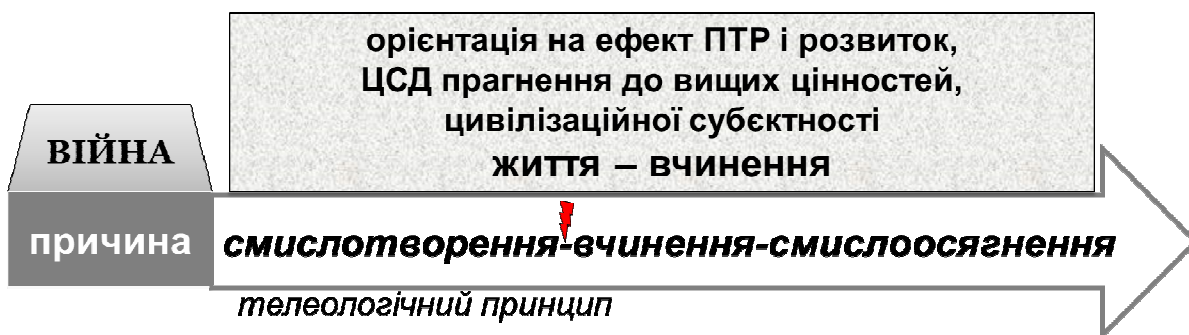 орієнтація на ефект ПТР і розвиток,
ЦСД прагнення до вищих цінностей,
цивілізаційної субєктності
життя – вчинення
ВІЙНА
причина
смислотворення-вчинення-смислоосягнення
телеологічний принцип